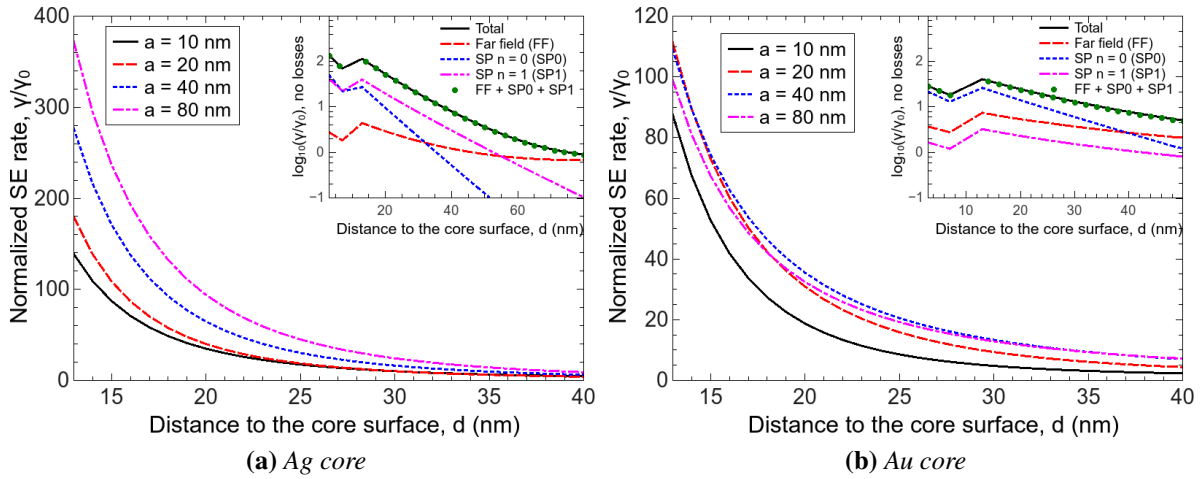 400
300
200
100
0
15
20
25
30
35
40
Normalized SE rate, γ/γ₀
Distance to the core surface, d (nm)
a = 10 nm
a = 20 nm
a = 40 nm
a = 80 nm
2
1
0
−1
20
40
60
log₁₀(γ/γ₀), no losses
Distance to the core surface, d (nm)
Total
Far field (FF)
SP n = 0 (SP0)
SP n = 1 (SP1)
FF + SP0 + SP1
(a) Ag core
120
100
80
60
40
20
0
15
20
25
30
35
40
Normalized SE rate, γ/γ₀
Distance to the core surface, d (nm)
a = 10 nm
a = 20 nm
a = 40 nm
a = 80 nm
2
1
0
−1
10
20
30
40
50
log₁₀(γ/γ₀), no losses
Distance to the core surface, d (nm)
Total
Far field (FF)
SP n = 0 (SP0)
SP n = 1 (SP1)
FF + SP0 + SP1
(b) Au core